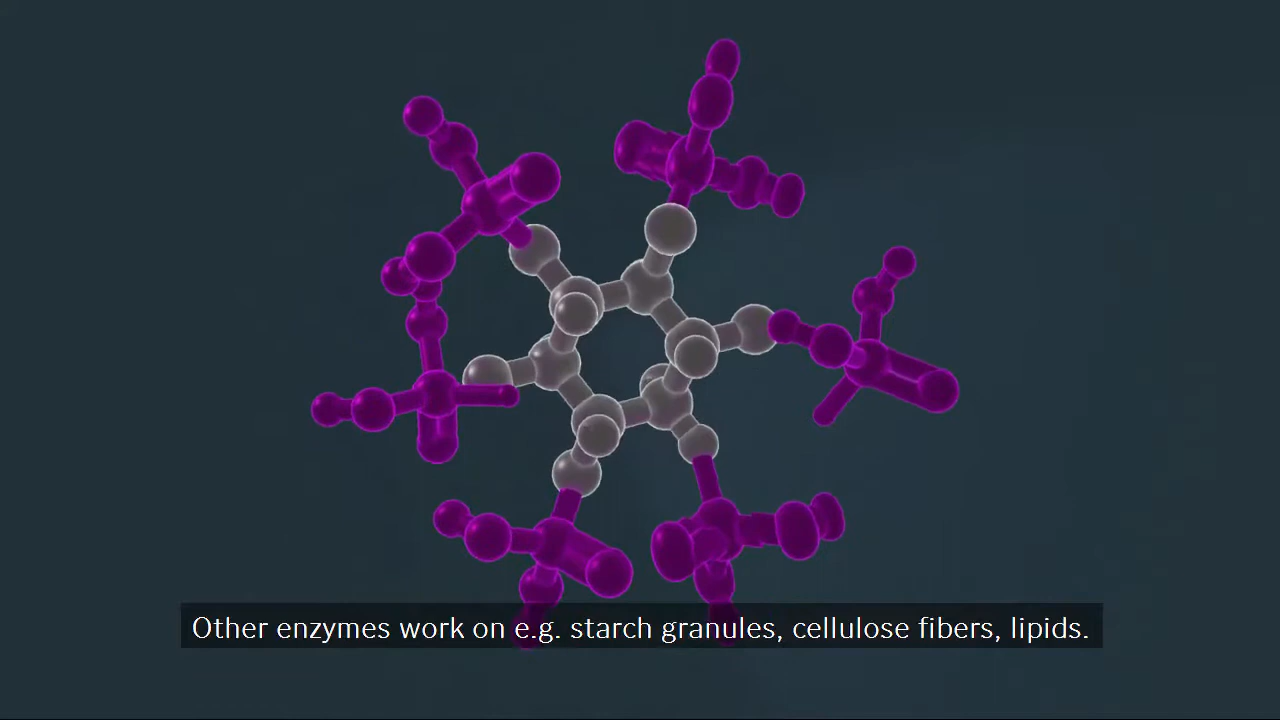 Other enzymes work on e.g. starch granules, cellulose fibers, lipids.